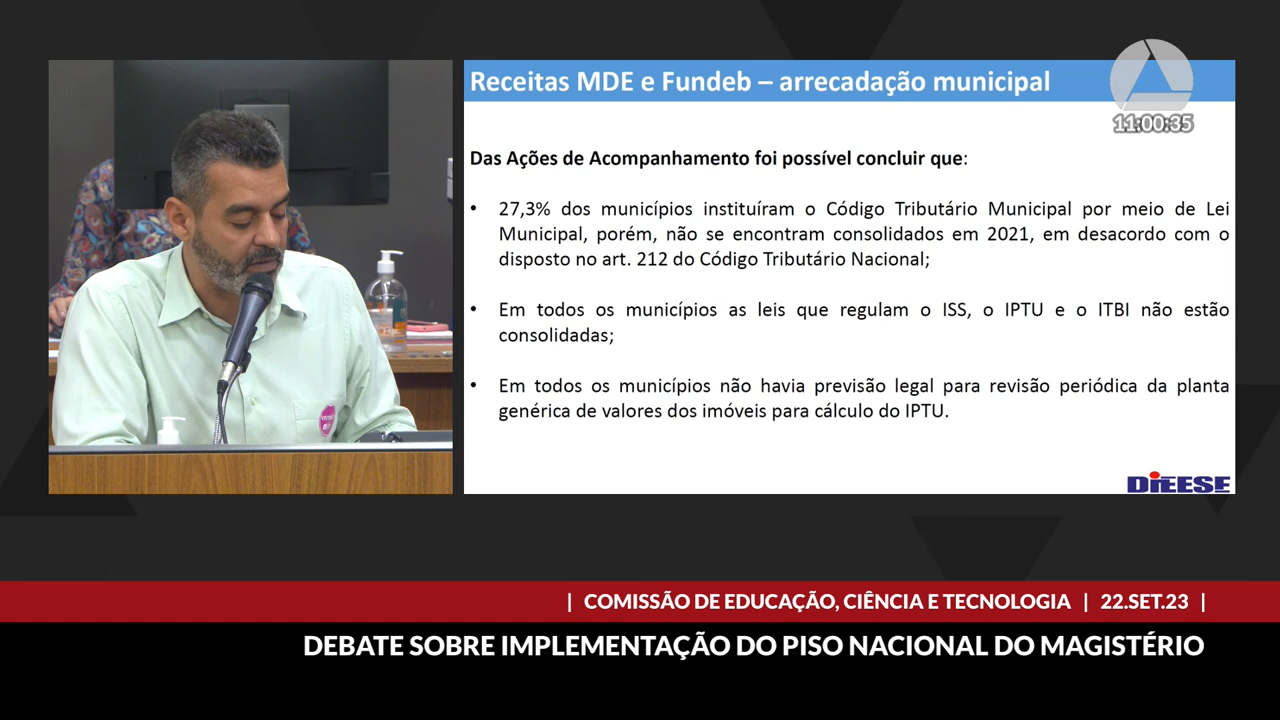 Receitas MDE e Fundeb – arrecadação municipal
11:00:35
Das Ações de Acompanhamento foi possível concluir que:
• 27,3% dos municípios instituíram o Código Tributário Municipal por meio de Lei
Municipal, porém, não se encontram consolidados em 2021, em desacordo com o
disposto no art. 212 do Código Tributário Nacional;
• Em todos os municípios as leis que regulam o ISS, o IPTU e o ITBI não estão
consolidadas;
• Em todos os municípios não havia previsão legal para revisão periódica da planta
genérica de valores dos imóveis para cálculo do IPTU.
DIEESE
| COMISSÃO DE EDUCAÇÃO, CIÊNCIA E TECNOLOGIA | 22.SET.23 |
DEBATE SOBRE IMPLEMENTAÇÃO DO PISO NACIONAL DO MAGISTÉRIO